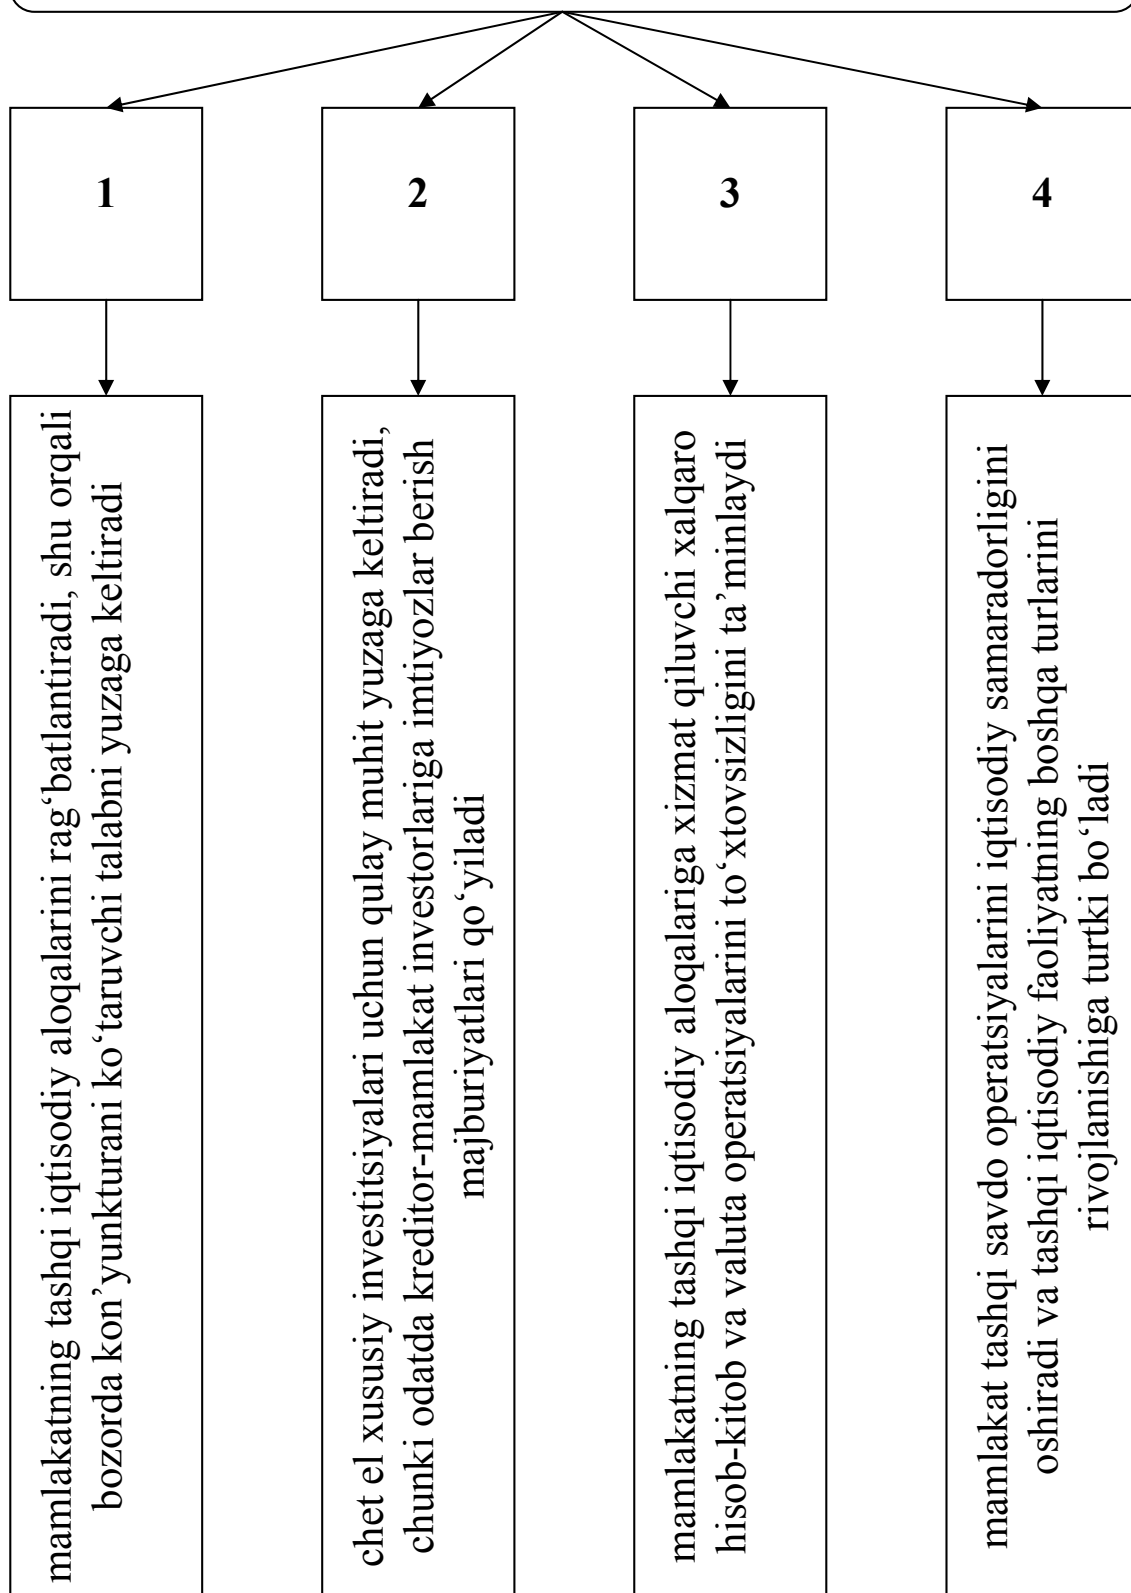 1
2
3
4
mamlakatning tashqi iqtisodiy aloqalarini rag‘batlantiradi, shu orqali
bozorda kon’yunkturani ko‘taruvchi talabni yuzaga keltiradi
chet el xususiy investitsiyalari uchun qulay muhit yuzaga keltiradi,
chunki odatda kreditor-mamlakat investorlariga imtiyozlar berish
majburiyatlari qo‘yiladi
mamlakatning tashqi iqtisodiy aloqalariga xizmat qiluvchi xalqaro
hisob-kitob va valuta operatsiyalarini to‘xtovsizligini ta’minlaydi
mamlakat tashqi savdo operatsiyalarini iqtisodiy samaradorligini
oshiradi va tashqi iqtisodiy faoliyatning boshqa turlarini
rivojlanishiga turtki bo‘ladi